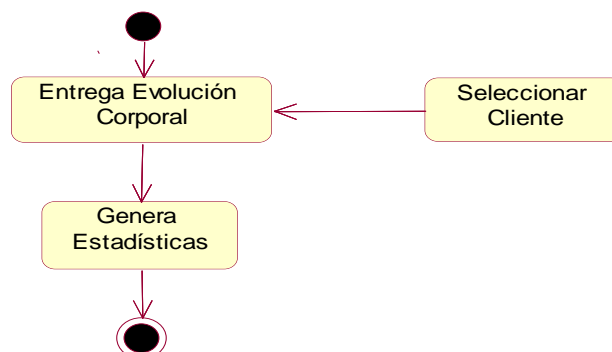 Entrega Evolución
Corporal
Seleccionar
Cliente
Genera
Estadísticas